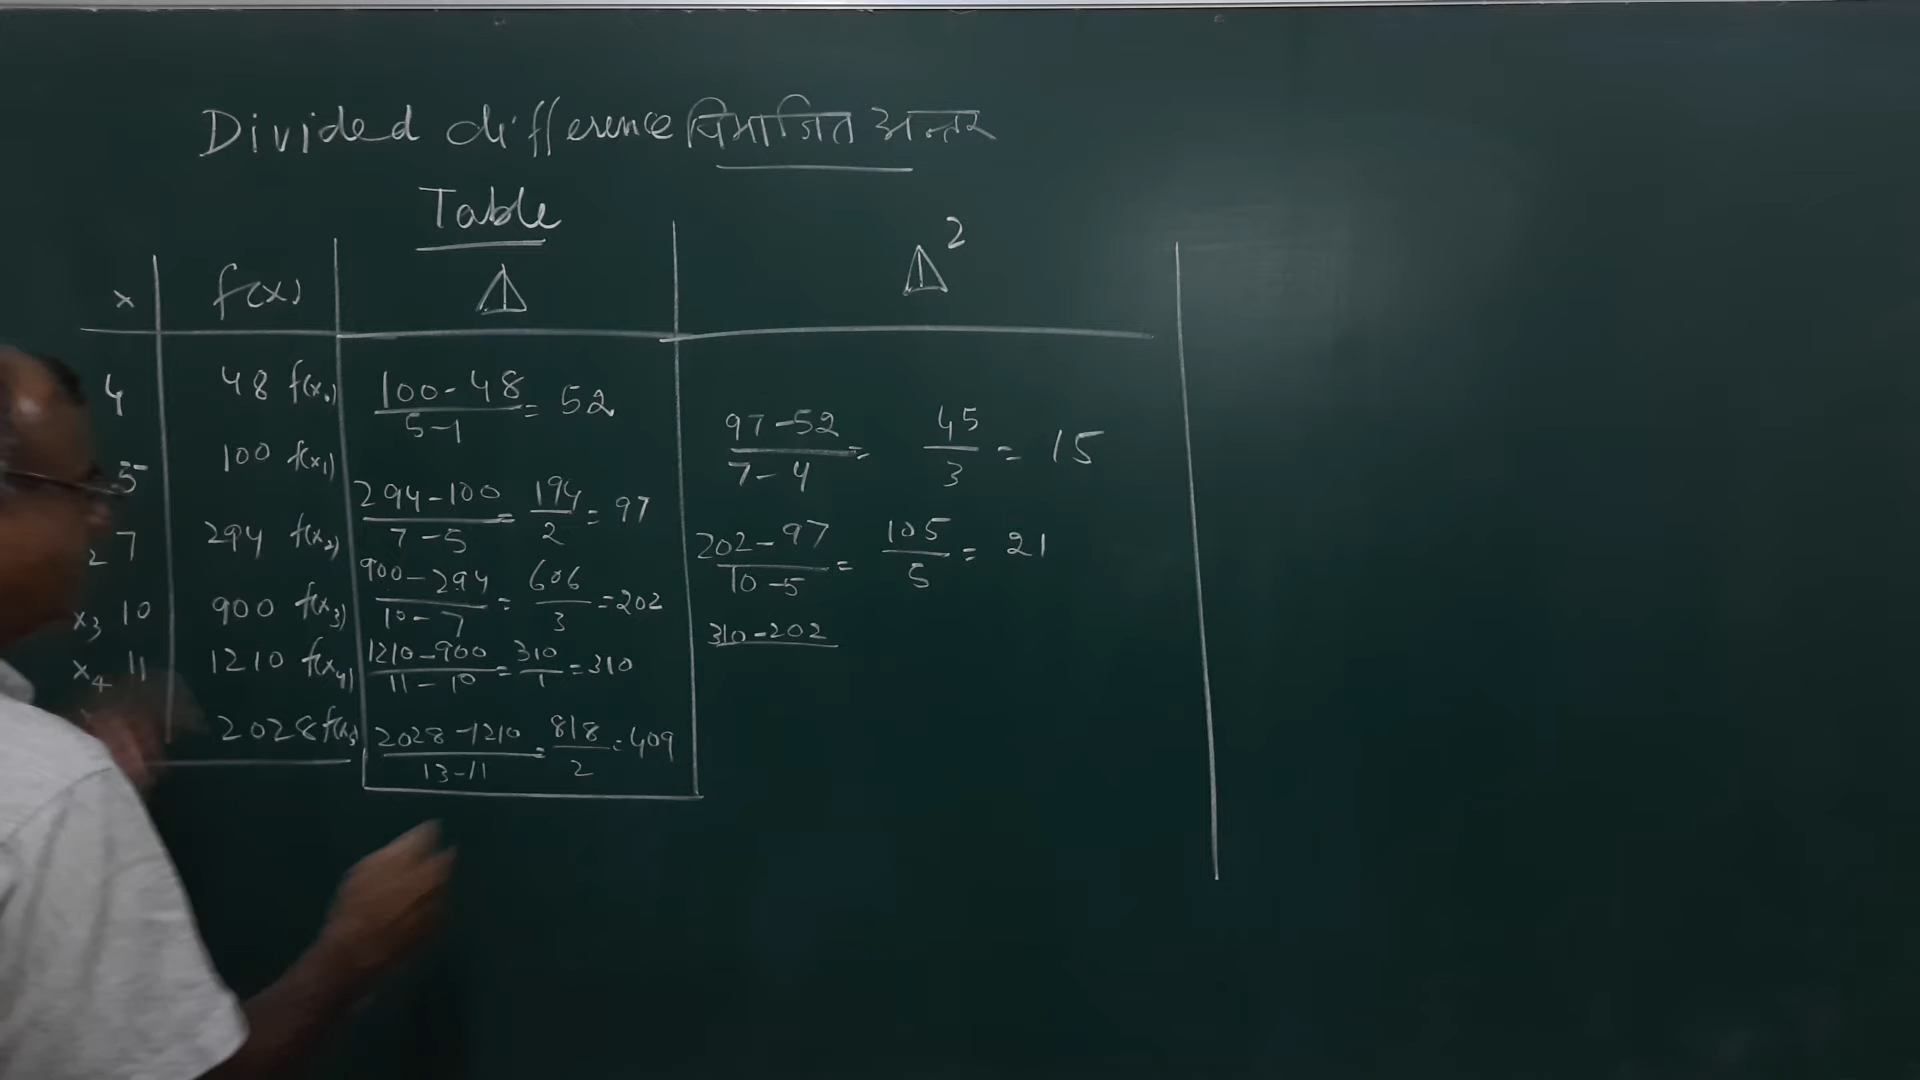 Divided difference विभाजित अन्तर
Table
x f(x) ⍋ ⍋²
4 48 f(x₀) (100-48)/(5-1) = 52
5 100 f(x₁) (97-52)/(7-4) = 45/3 = 15
(294-100)/(7-5) = 194/2 = 97
₂ 7 294 f(x₂) (202-97)/(10-5) = 105/5 = 21
(900-294)/(10-7) = 606/3 = 202
x₃ 10 900 f(x₃) 310-202
x₄ 11 1210 f(x₄) (1210-900)/(11-10) = 310/1 = 310
2028 f(x₅ (2028-1210)/(13-11) = 818/2 = 409